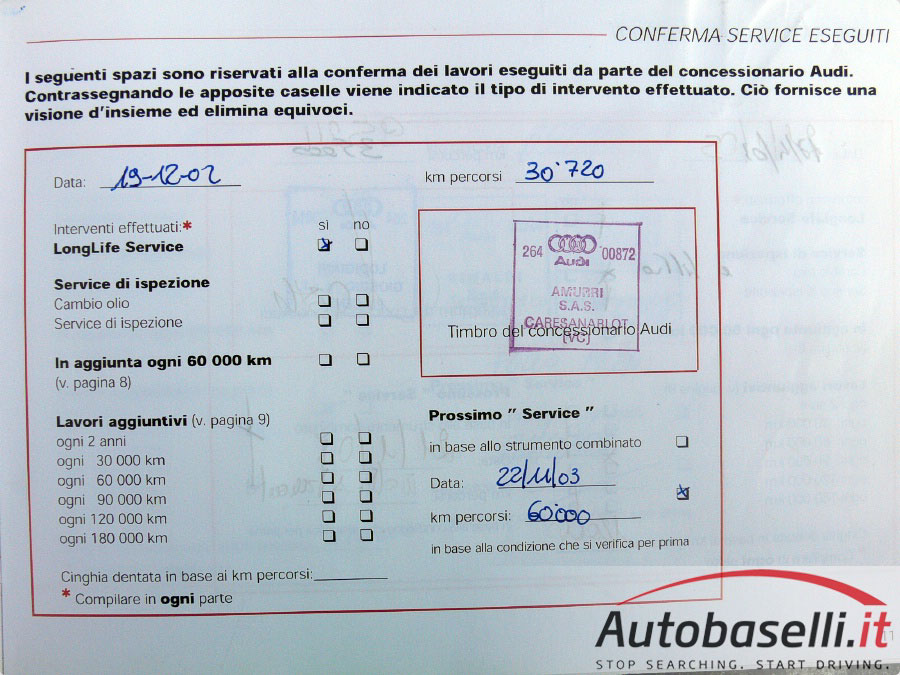 CONFERMA SERVICE ESEGUITI
I seguenti spazi sono riservati alla conferma dei lavori eseguiti da parte del concessionario Audi.
Contrassegnando le apposite caselle viene indicato il tipo di intervento effettuato. Ciò fornisce una
visione d'insieme ed elimina equivoci.
Data: 19-12-02
km percorsi 30'720
Interventi effettuati:* sì no
LongLife Service
Service di ispezione
Cambio olio
Service di ispezione
In aggiunta ogni 60 000 km
(v. pagina 8)
Lavori aggiuntivi (v. pagina 9)
ogni 2 anni
ogni 30 000 km
ogni 60 000 km
ogni 90 000 km
ogni 120 000 km
ogni 180 000 km
Cinghia dentata in base ai km percorsi:
* Compilare in ogni parte
264 00872
Audi
AMURRI
S.A.S.
CARESANABLOT
(VC)
Timbro del concessionario Audi
Prossimo " Service "
in base allo strumento combinato
Data: 22/11/03
km percorsi: 60'000
in base alla condizione che si verifica per prima
Autobaselli.it
STOP SEARCHING. START DRIVING.
11